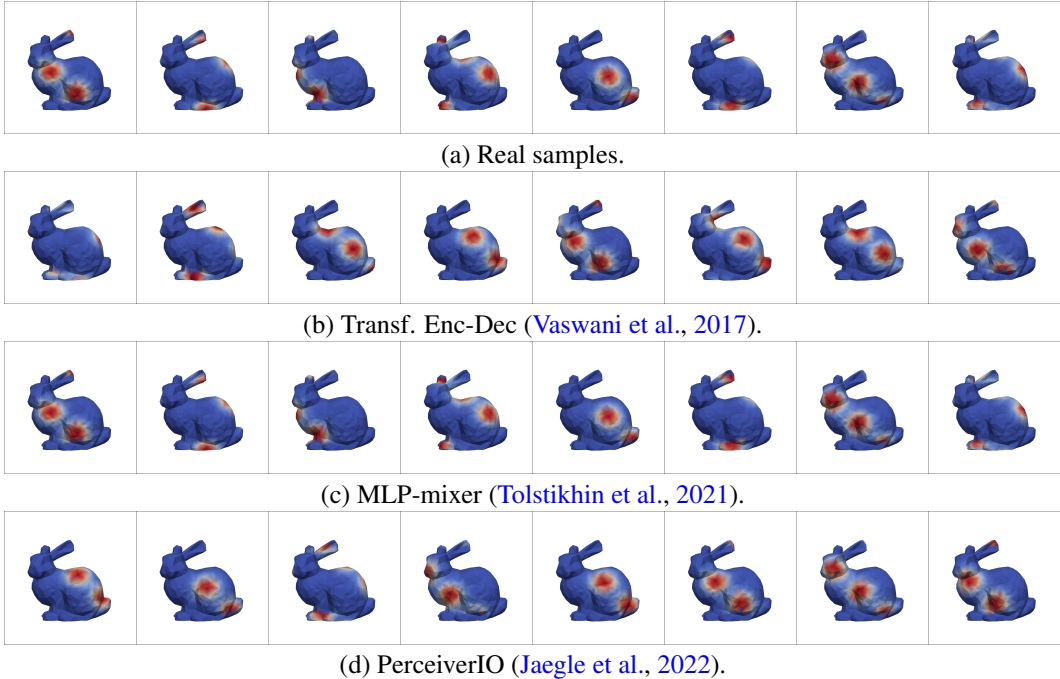 (a) Real samples.
(b) Transf. Enc-Dec (Vaswani et al., 2017).
(c) MLP-mixer (Tolstikhin et al., 2021).
(d) PerceiverIO (Jaegle et al., 2022).